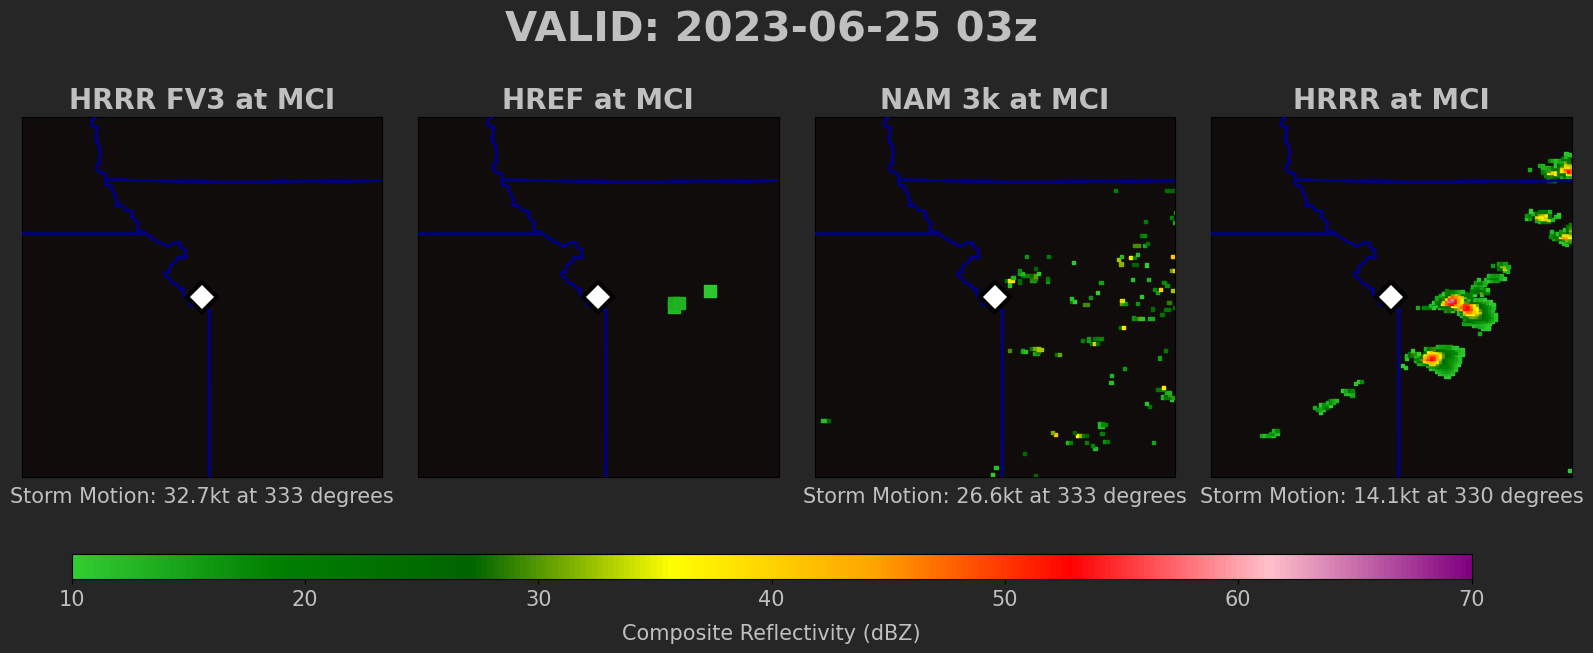 VALID: 2023-06-25 03z
HRRR FV3 at MCI
HREF at MCI
NAM 3k at MCI
HRRR at MCI
Storm Motion: 32.7kt at 333 degrees
Storm Motion: 26.6kt at 333 degrees
Storm Motion: 14.1kt at 330 degrees
10 20 30 40 50 60 70
Composite Reflectivity (dBZ)